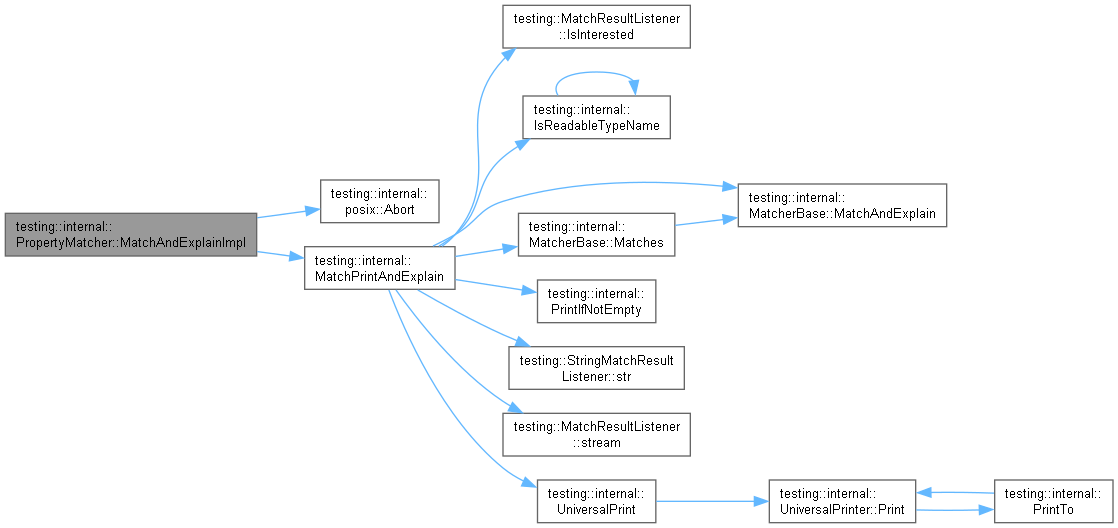 testing::MatchResultListener
::IsInterested
testing::internal::
IsReadableTypeName
testing::internal::
posix::Abort
testing::internal::
MatcherBase::MatchAndExplain
testing::internal::
PropertyMatcher::MatchAndExplainImpl
testing::internal::
MatcherBase::Matches
testing::internal::
MatchPrintAndExplain
testing::internal::
PrintIfNotEmpty
testing::StringMatchResult
Listener::str
testing::MatchResultListener
::stream
testing::internal::
UniversalPrint
testing::internal::
UniversalPrinter::Print
testing::internal::
PrintTo